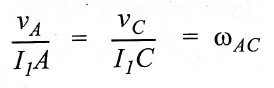 v_A / I_1A = v_C / I_1C = ω_AC